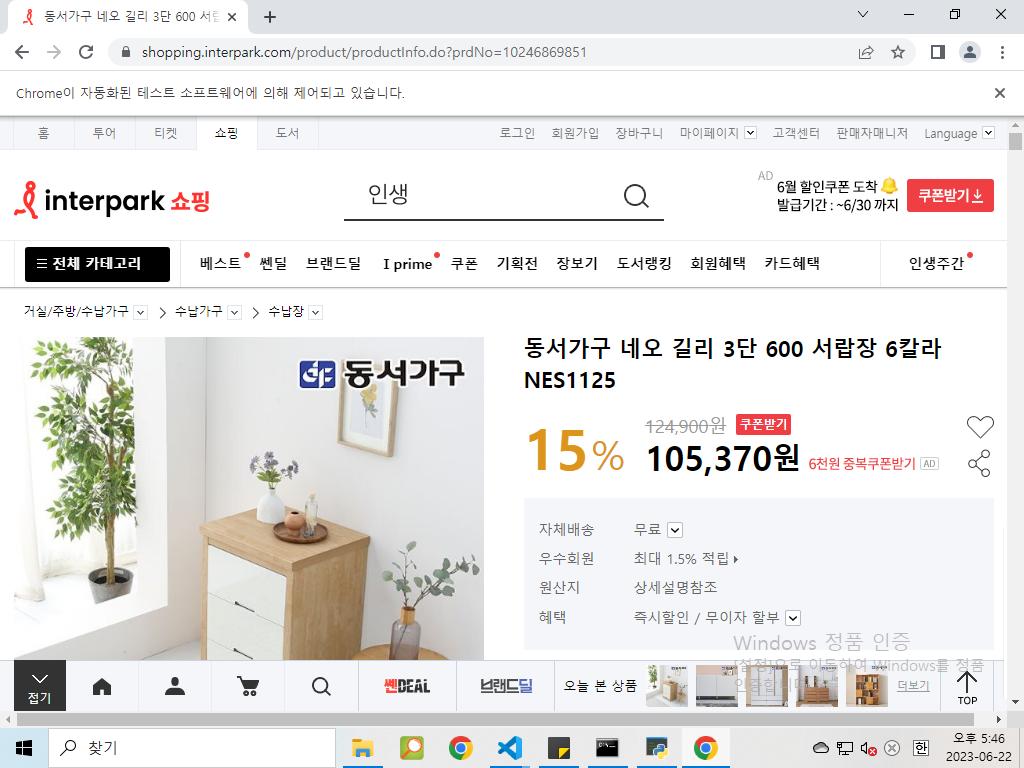 동서가구 네오 길리 3단 600 서랍
shopping.interpark.com/product/productInfo.do?prdNo=10246869851
Chrome이 자동화된 테스트 소프트웨어에 의해 제어되고 있습니다.
홈 투어 티켓 쇼핑 도서 로그인 회원가입 장바구니 마이페이지 고객센터 판매자매니저 Language
interpark 쇼핑
인생
AD
6월 할인쿠폰 도착
발급기간 : ~6/30 까지
쿠폰받기
전체 카테고리 베스트 쎈딜 브랜드딜 I prime 쿠폰 기획전 장보기 도서랭킹 회원혜택 카드혜택 인생주간
거실/주방/수납가구 수납가구 수납장
동서가구
동서가구 네오 길리 3단 600 서랍장 6칼라
NES1125
15%
124,900원 쿠폰받기
105,370원 6천원 중복쿠폰받기 AD
자체배송 무료
우수회원 최대 1.5% 적립
원산지 상세설명참조
혜택 즉시할인 / 무이자 할부
Windows 정품 인증
[설정]으로 이동하여 Windows를 정품
인증합니다.
접기
쎈DEAL
브랜드딜
오늘 본 상품
더보기
TOP
찾기
한
오후 5:46
2023-06-22